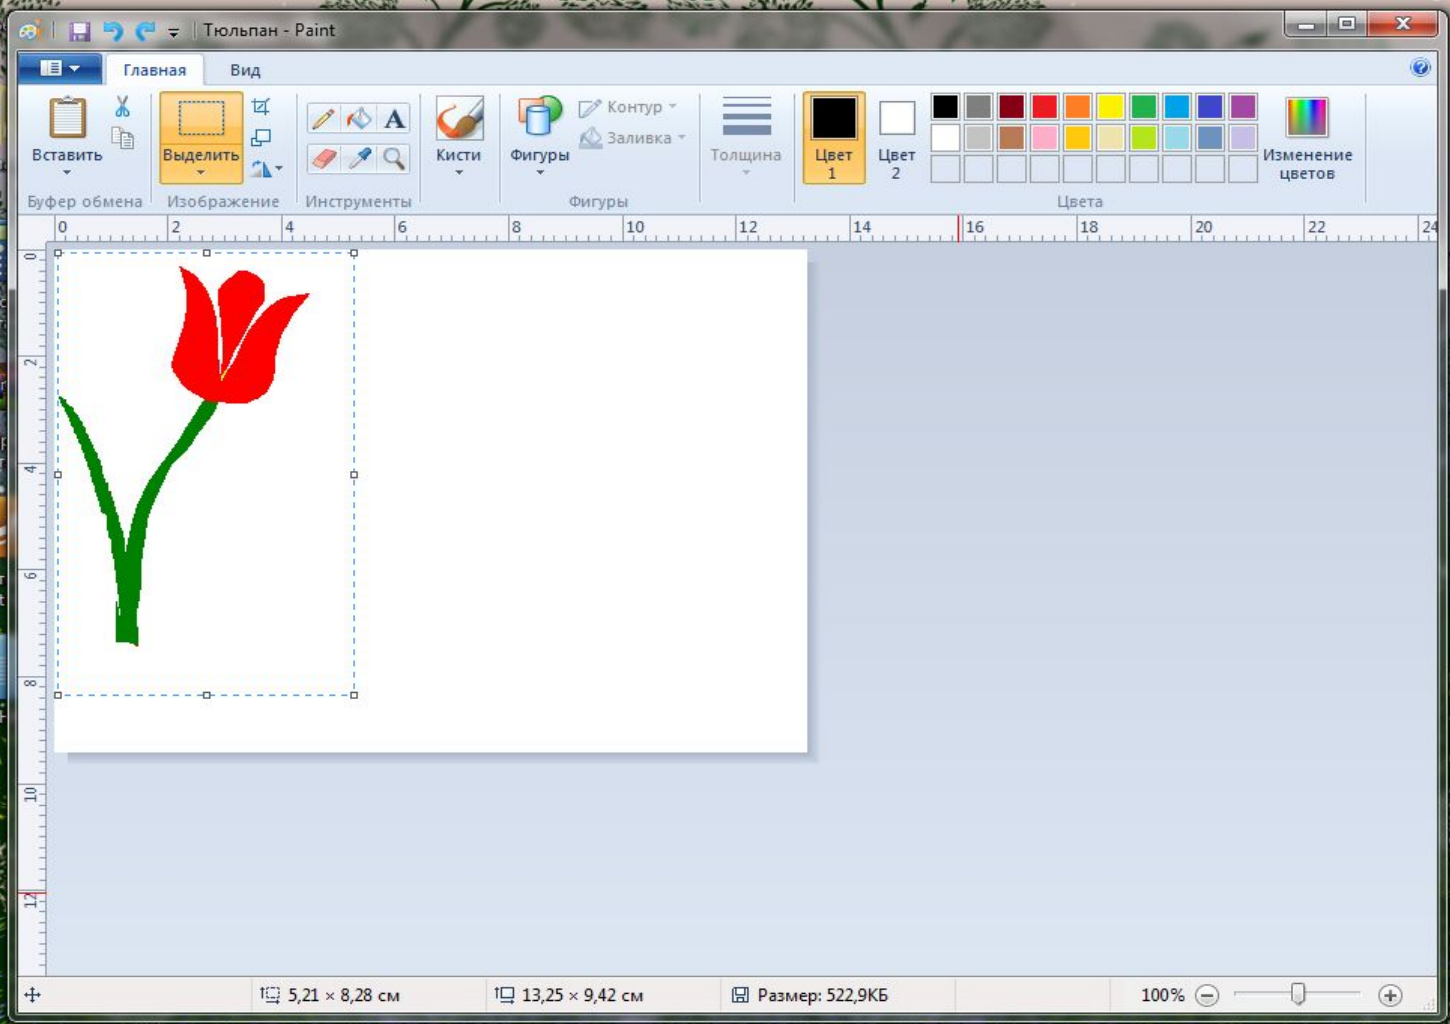 Тюльпан - Paint
Главная Вид
Вставить
Выделить
A
Кисти
Фигуры
Контур
Заливка
Толщина
Цвет 1
Цвет 2
Изменение цветов
Буфер обмена Изображение Инструменты Фигуры Цвета
0 2 4 6 8 10 12 14 16 18 20 22 24
0
2
4
6
8
10
12
5,21 × 8,28 см 13,25 × 9,42 см Размер: 522,9КБ 100%